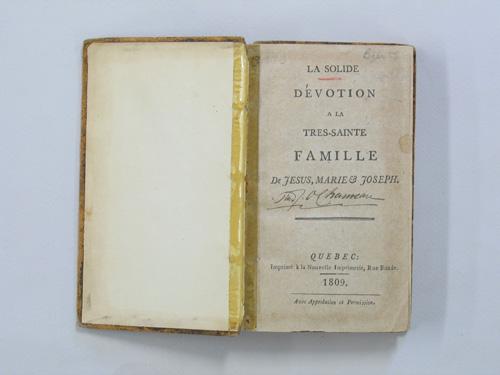 LA SOLIDE
DÉVOTION
A LA
TRES-SAINTE
FAMILLE
De JESUS, MARIE & JOSEPH.
QUEBEC:
Imprimé à la Nouvelle Imprimerie, Rue Buade.
1809.
Avec Approbation et Permission.